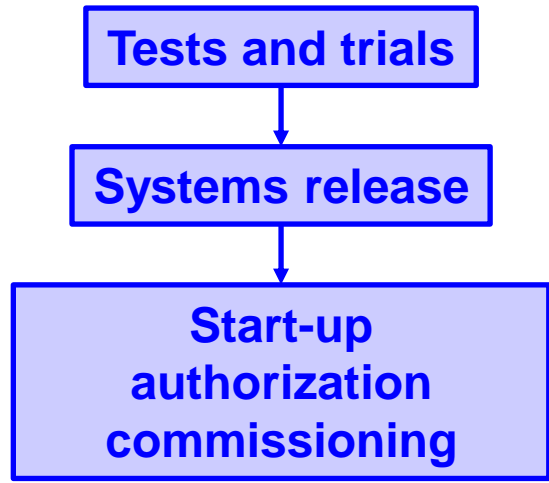 Tests and trials
Systems release
Start-up
authorization
commissioning